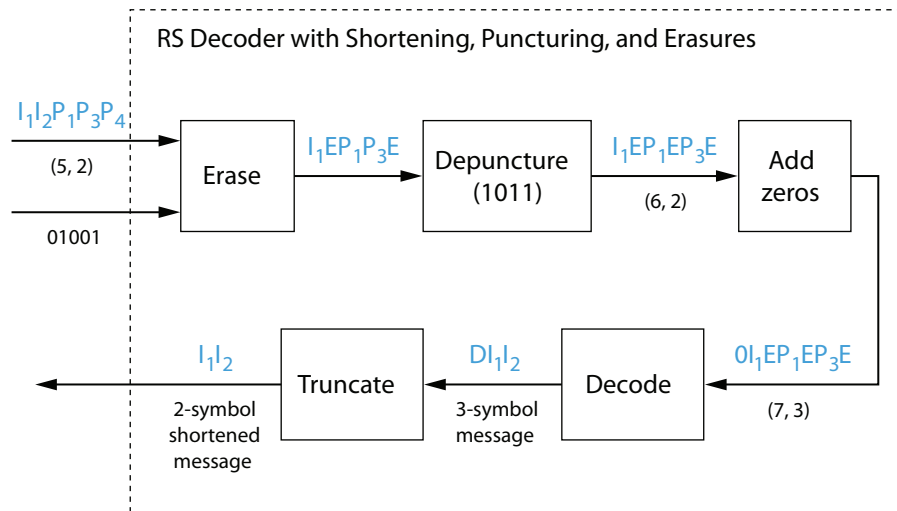 RS Decoder with Shortening, Puncturing, and Erasures
I₁I₂P₁P₃P₄
(5, 2)
01001
Erase
I₁EP₁P₃E
Depuncture
(1011)
I₁EP₁EP₃E
(6, 2)
Add
zeros
0I₁EP₁EP₃E
(7, 3)
Decode
DI₁I₂
3-symbol
message
Truncate
I₁I₂
2-symbol
shortened
message